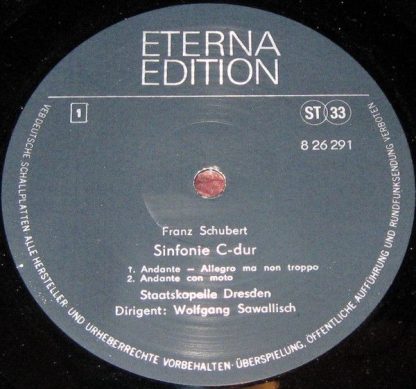 ETERNA
EDITION
1
ST 33
8 26 291
Franz Schubert
Sinfonie C-dur
1. Andante – Allegro ma non troppo
2. Andante con moto
Staatskapelle Dresden
Dirigent: Wolfgang Sawallisch
VEB DEUTSCHE SCHALLPLATTEN ALLE HERSTELLER- UND URHEBERRECHTE VORBEHALTEN · ÜBERSPIELUNG, ÖFFENTLICHE AUFFÜHRUNG UND RUNDFUNKSENDUNG VERBOTEN